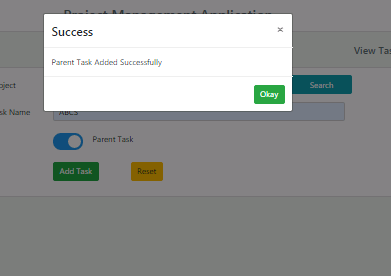 Project Management Application
Success
×
View Tas
Parent Task Added Successfully
oject
Search
Okay
sk Name
ABCS
Parent Task
Add Task
Reset